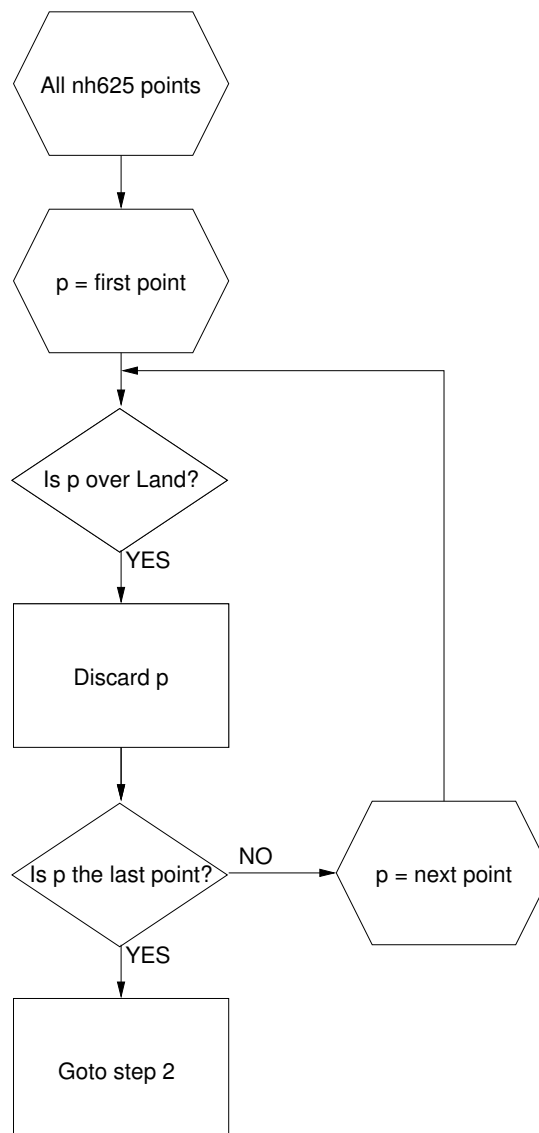 All nh625 points
p = first point
Is p over Land?
YES
Discard p
Is p the last point?
NO
p = next point
YES
Goto step 2